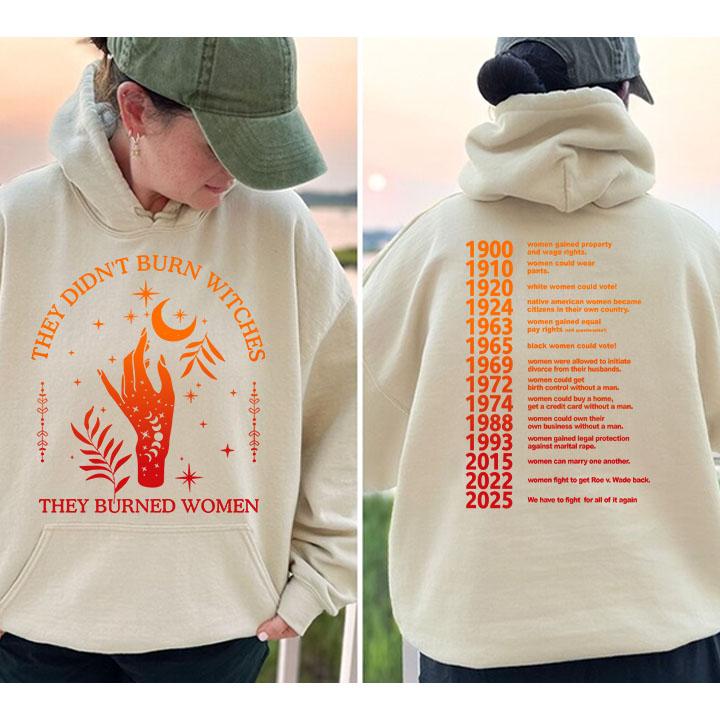 THEY DIDN'T BURN WITCHES
THEY BURNED WOMEN
1900 women gained property
and wage rights.
1910 women could wear
pants.
1920 white women could vote!
1924 native american women became
citizens in their own country.
1963 women gained equal
pay rights
1965 black women could vote!
1969 women were allowed to initiate
divorce from their husbands.
1972 women could get
birth control without a man.
1974 women could buy a home,
get a credit card without a man.
1988 women could own their
own business without a man.
1993 women gained legal protection
against marital rape.
2015 women can marry one another.
2022 women fight to get Roe v. Wade back.
2025 We have to fight for all of it again